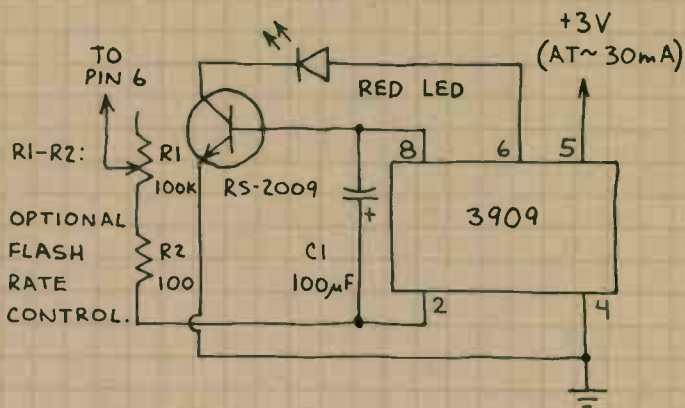 TO
PIN 6
R1-R2:
R1
100K
OPTIONAL
FLASH
RATE
CONTROL.
R2
100
RS-2009
RED LED
C1
100µF
+
+3V
(AT~30mA)
8
6
5
3909
2
4